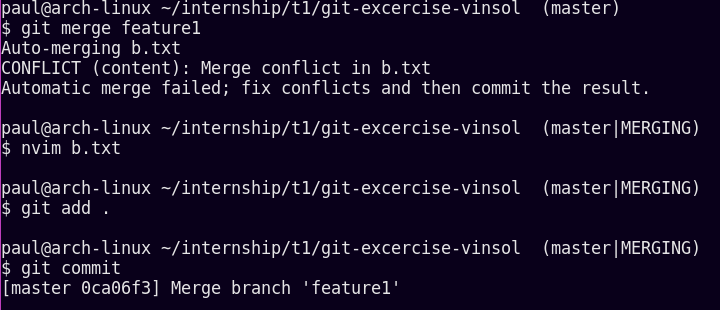 paul@arch-linux ~/internship/t1/git-excercise-vinsol  (master)
$ git merge feature1
Auto-merging b.txt
CONFLICT (content): Merge conflict in b.txt
Automatic merge failed; fix conflicts and then commit the result.
paul@arch-linux ~/internship/t1/git-excercise-vinsol  (master|MERGING)
$ nvim b.txt
paul@arch-linux ~/internship/t1/git-excercise-vinsol  (master|MERGING)
$ git add .
paul@arch-linux ~/internship/t1/git-excercise-vinsol  (master|MERGING)
$ git commit
[master 0ca06f3] Merge branch 'feature1'